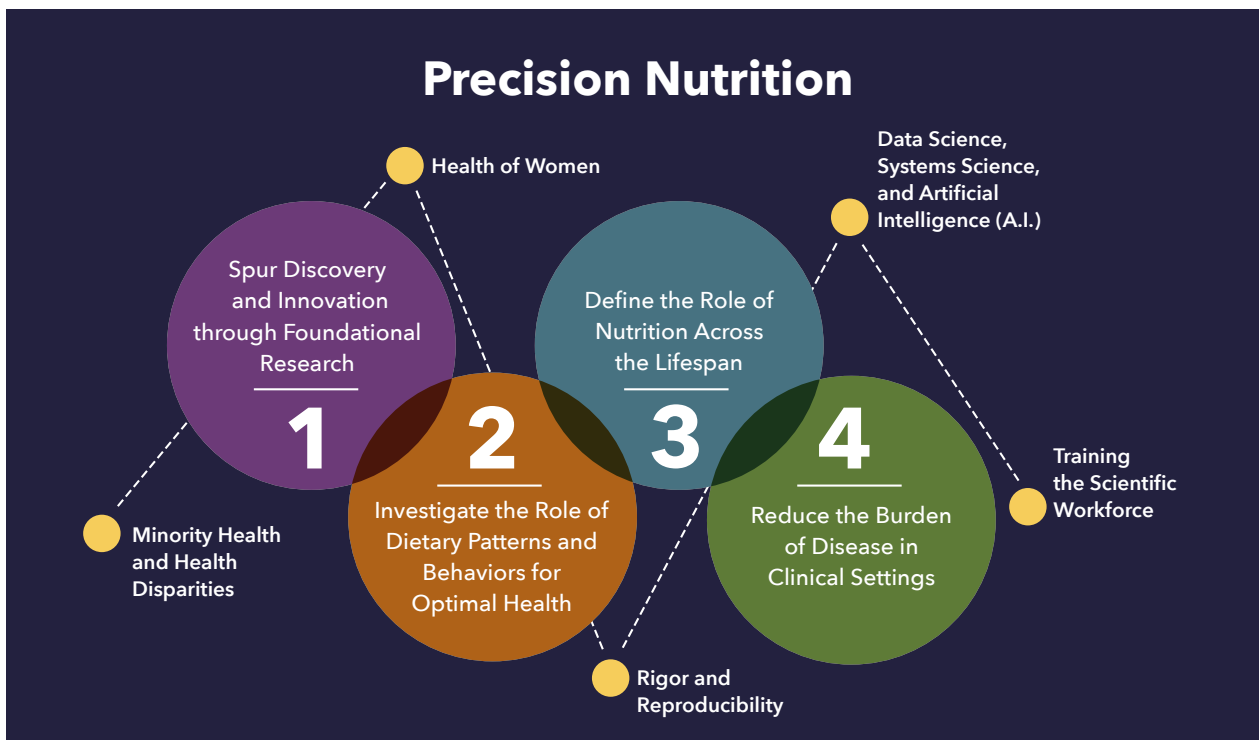 Precision Nutrition
Health of Women
Data Science,
Systems Science,
and Artificial
Intelligence (A.I.)
Spur Discovery
and Innovation
through Foundational
Research
1
2
Investigate the Role of
Dietary Patterns and
Behaviors for
Optimal Health
Define the Role of
Nutrition Across
the Lifespan
3
4
Reduce the Burden
of Disease in
Clinical Settings
Training
the Scientific
Workforce
Minority Health
and Health
Disparities
Rigor and
Reproducibility